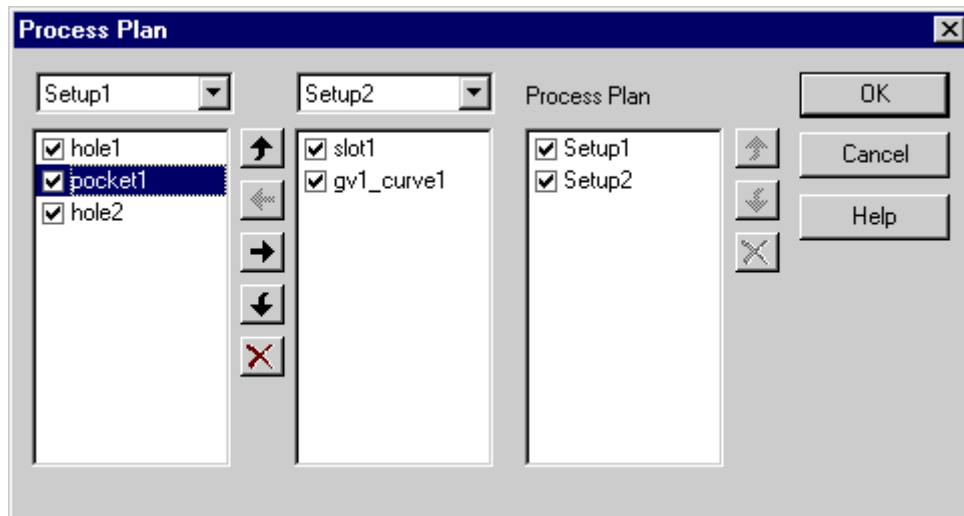 Process Plan
Setup1
Setup2
Process Plan
OK
hole1
pocket1
hole2
slot1
gv1_curve1
Setup1
Setup2
Cancel
Help